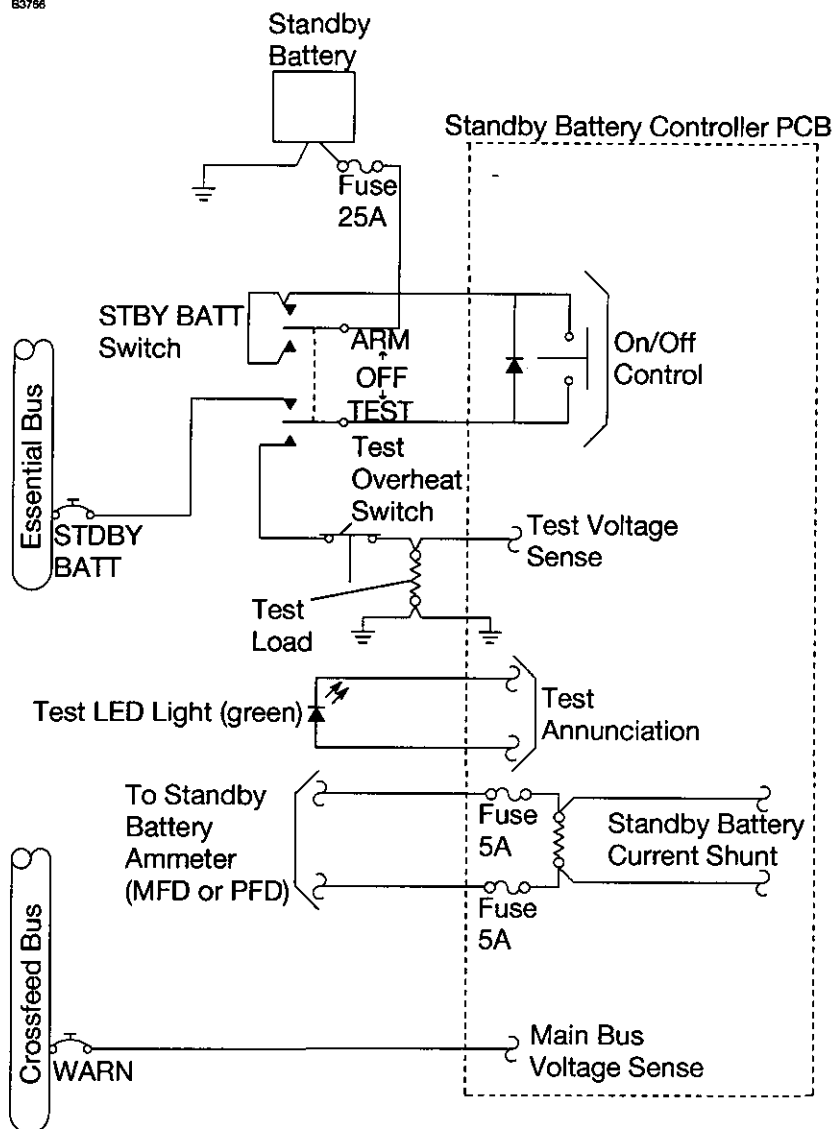 B3766
Standby
Battery
Standby Battery Controller PCB
Fuse
25A
STBY BATT
Switch
ARM
OFF
TEST
On/Off
Control
Essential Bus
STDBY
BATT
Test
Overheat
Switch
Test Voltage
Sense
Test
Load
Test LED Light (green)
Test
Annunciation
To Standby
Battery
Ammeter
(MFD or PFD)
Fuse
5A
Standby Battery
Current Shunt
Fuse
5A
Crossfeed Bus
WARN
Main Bus
Voltage Sense